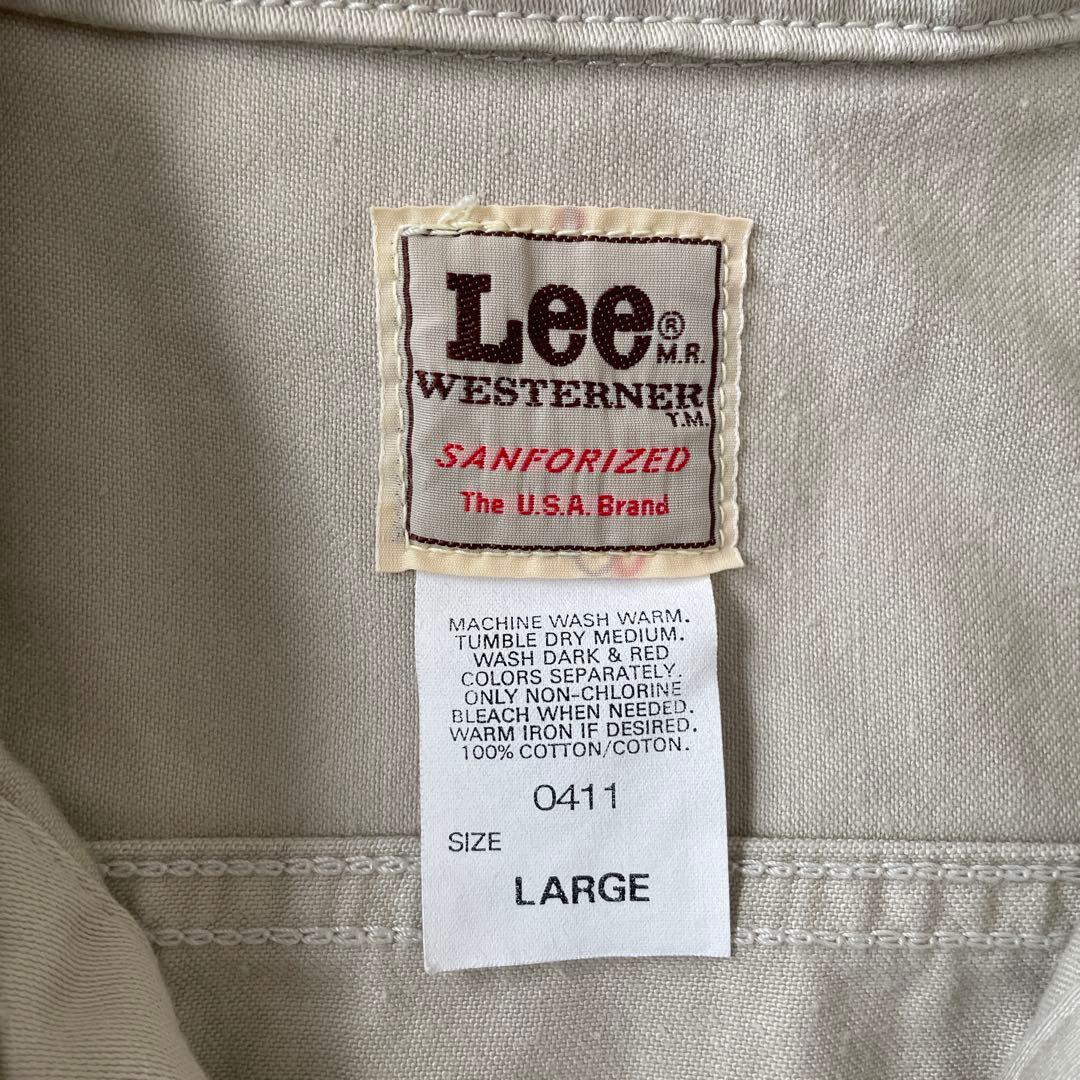 Lee® M.R.
WESTERNER T.M.
SANFORIZED
The U.S.A. Brand
MACHINE WASH WARM.
TUMBLE DRY MEDIUM.
WASH DARK & RED
COLORS SEPARATELY.
ONLY NON-CHLORINE
BLEACH WHEN NEEDED.
WARM IRON IF DESIRED.
100% COTTON/COTON.
0411
SIZE
LARGE